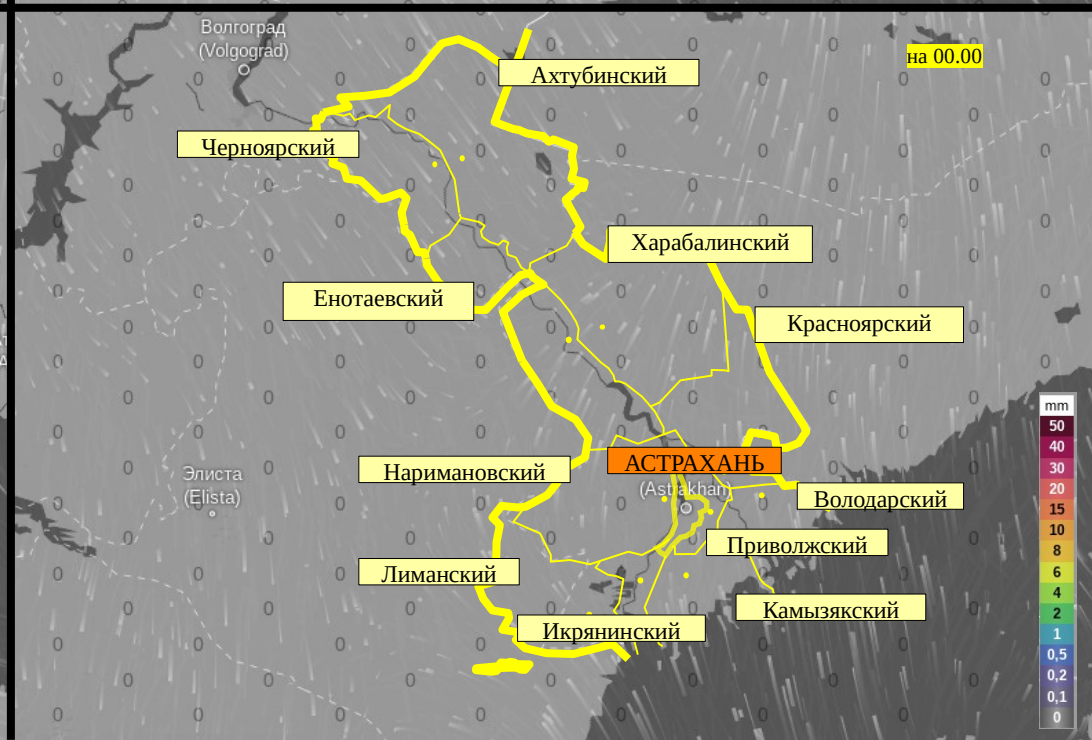 Волгоград
(Volgograd)
на 00.00
Ахтубинский
Черноярский
Харабалинский
Енотаевский
Красноярский
mm
50
40
30
20
15
10
8
6
4
2
1
0,5
0,2
0,1
0
АСТРАХАНЬ
(Astrakhan)
Нариманoвский
Элиста
(Elista)
Володарский
Приволжский
Лиманский
Камызякский
Икрянинский